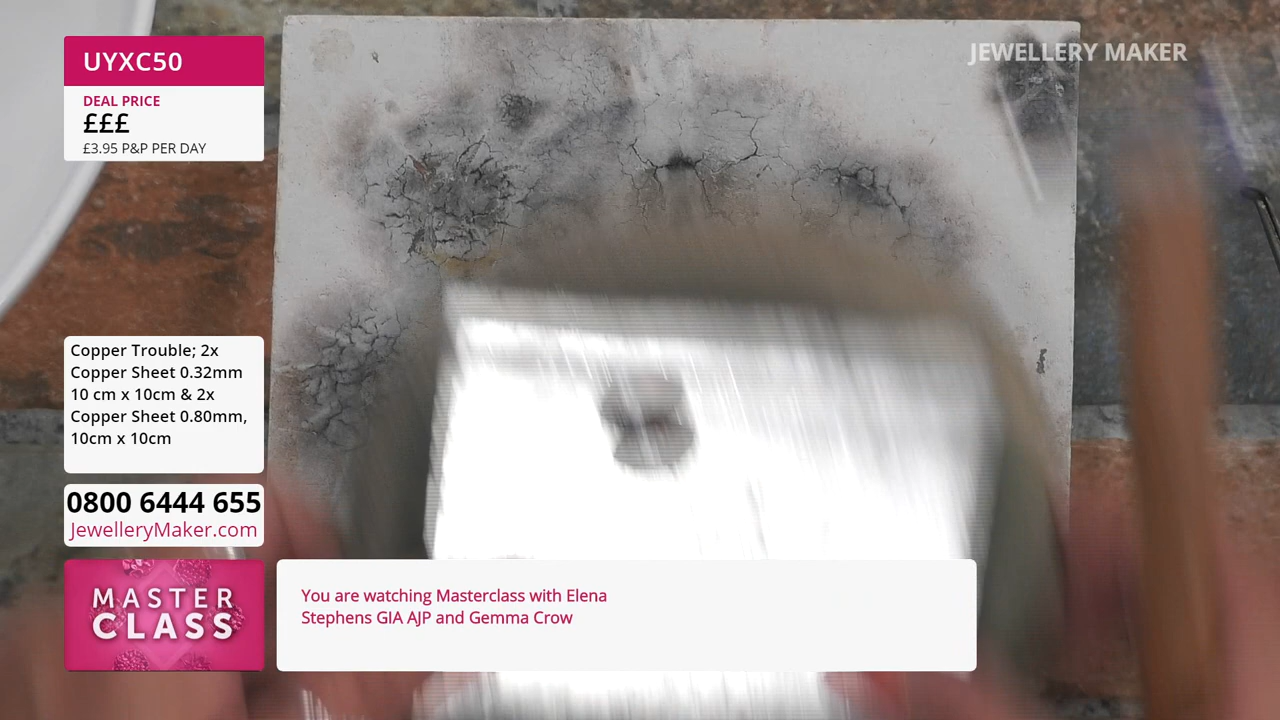 UYXC50
DEAL PRICE
£££
£3.95 P&P PER DAY
JEWELLERY MAKER
Copper Trouble; 2x
Copper Sheet 0.32mm
10 cm x 10cm & 2x
Copper Sheet 0.80mm,
10cm x 10cm
0800 6444 655
JewelleryMaker.com
MASTER
CLASS
You are watching Masterclass with Elena
Stephens GIA AJP and Gemma Crow